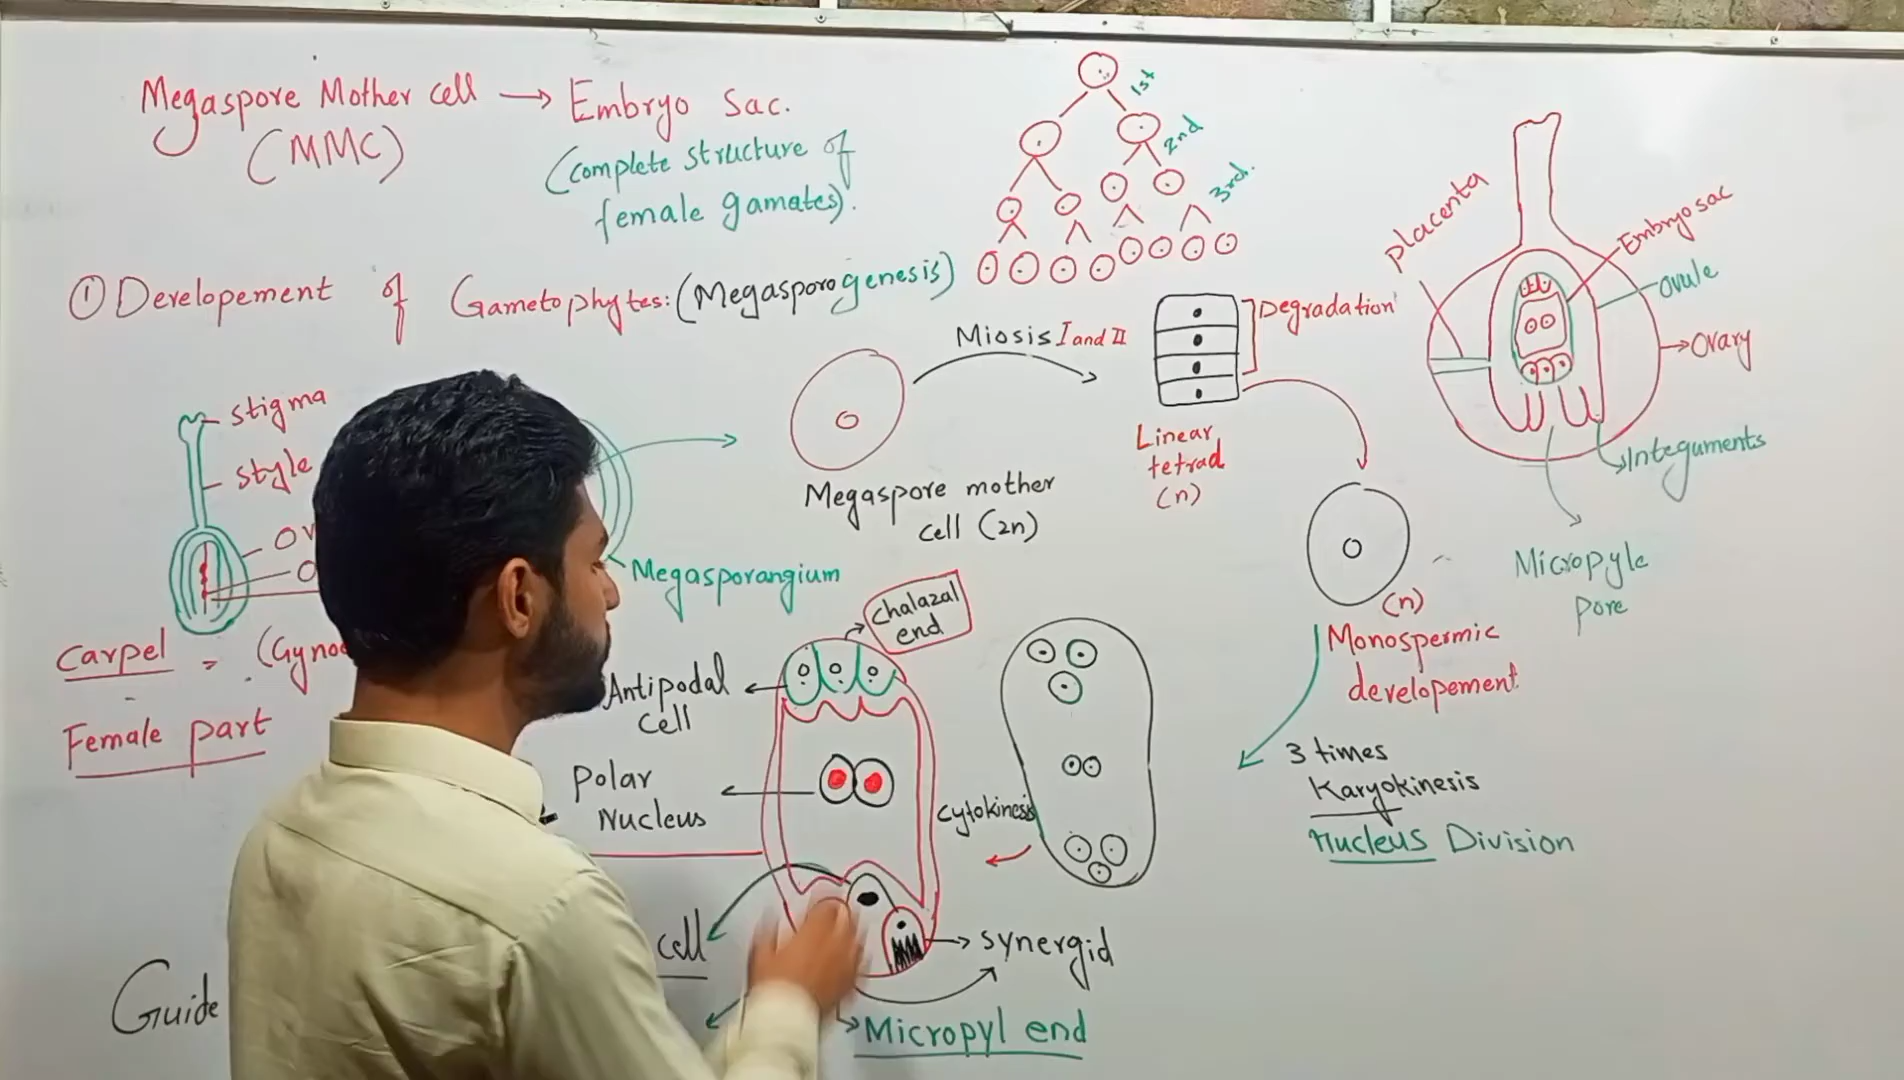 Megaspore Mother cell → Embryo Sac.
(MMC)
(complete structure of
female gamates).
1st
2nd
3rd.
① Developement of Gametophytes: (Megasporogenesis)
stigma
style
Carpel =
Female part
Megasporangium
Megaspore mother
cell (2n)
Miosis I and II
Degradation
Linear
tetrad
(n)
placenta
Embryo sac
ovule
Ovary
Integuments
Micropyle
pore
(n)
Monospermic
developement
3 times
Karyokinesis
Nucleus Division
Cytokinesis
Chalazal
end
Antipodal
cell
Polar
Nucleus
cell
synergid
Micropyl end
Guide